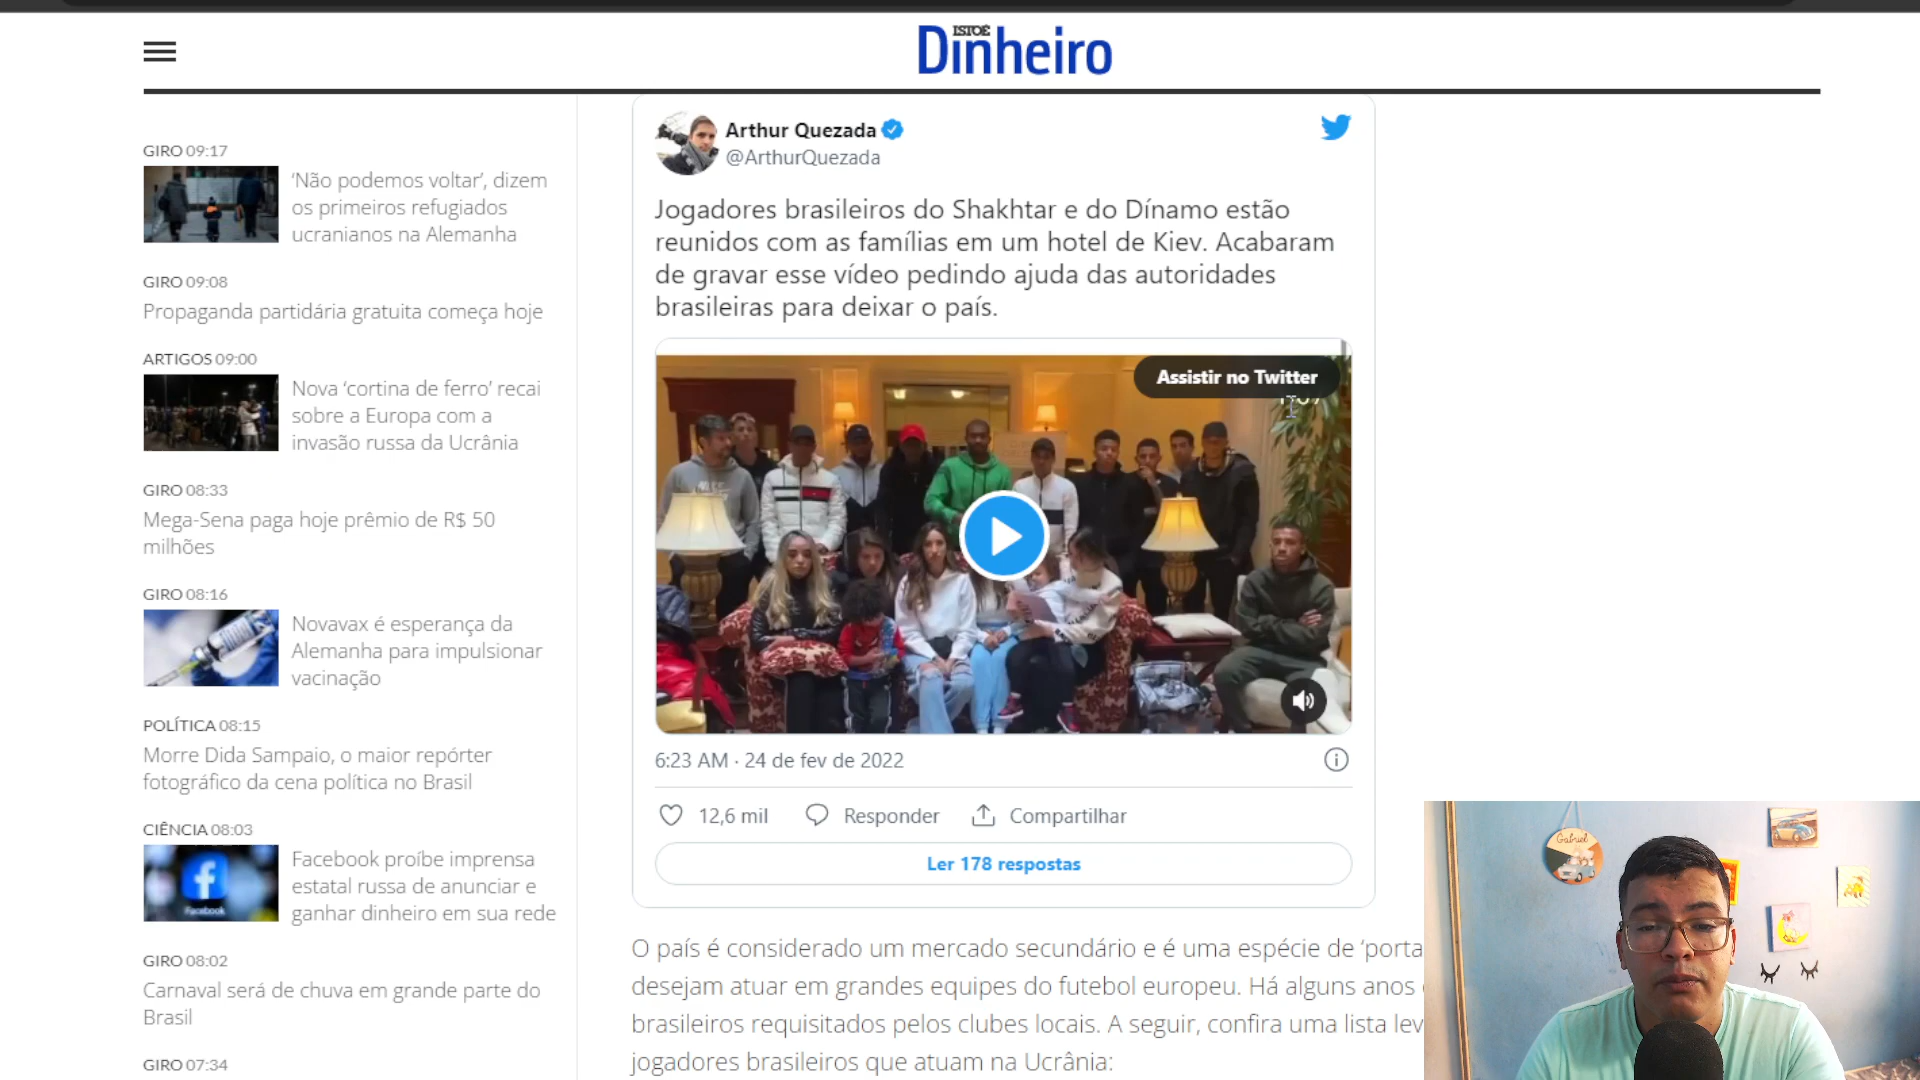 ISTOÉ
Dinheiro
GIRO 09:17
‘Não podemos voltar’, dizem
os primeiros refugiados
ucranianos na Alemanha
GIRO 09:08
Propaganda partidária gratuita começa hoje
ARTIGOS 09:00
Nova ‘cortina de ferro’ recai
sobre a Europa com a
invasão russa da Ucrânia
GIRO 08:33
Mega-Sena paga hoje prêmio de R$ 50
milhões
GIRO 08:16
Novavax é esperança da
Alemanha para impulsionar
vacinação
POLÍTICA 08:15
Morre Dida Sampaio, o maior repórter
fotográfico da cena política no Brasil
CIÊNCIA 08:03
Facebook proíbe imprensa
estatal russa de anunciar e
ganhar dinheiro em sua rede
Facebook
GIRO 08:02
Carnaval será de chuva em grande parte do
Brasil
GIRO 07:34
Arthur Quezada
@ArthurQuezada
Jogadores brasileiros do Shakhtar e do Dínamo estão
reunidos com as famílias em um hotel de Kiev. Acabaram
de gravar esse vídeo pedindo ajuda das autoridades
brasileiras para deixar o país.
Assistir no Twitter
6:23 AM · 24 de fev de 2022
12,6 mil Responder Compartilhar
Ler 178 respostas
O país é considerado um mercado secundário e é uma espécie de ‘porta
desejam atuar em grandes equipes do futebol europeu. Há alguns anos
brasileiros requisitados pelos clubes locais. A seguir, confira uma lista lev
jogadores brasileiros que atuam na Ucrânia:
Gabriel